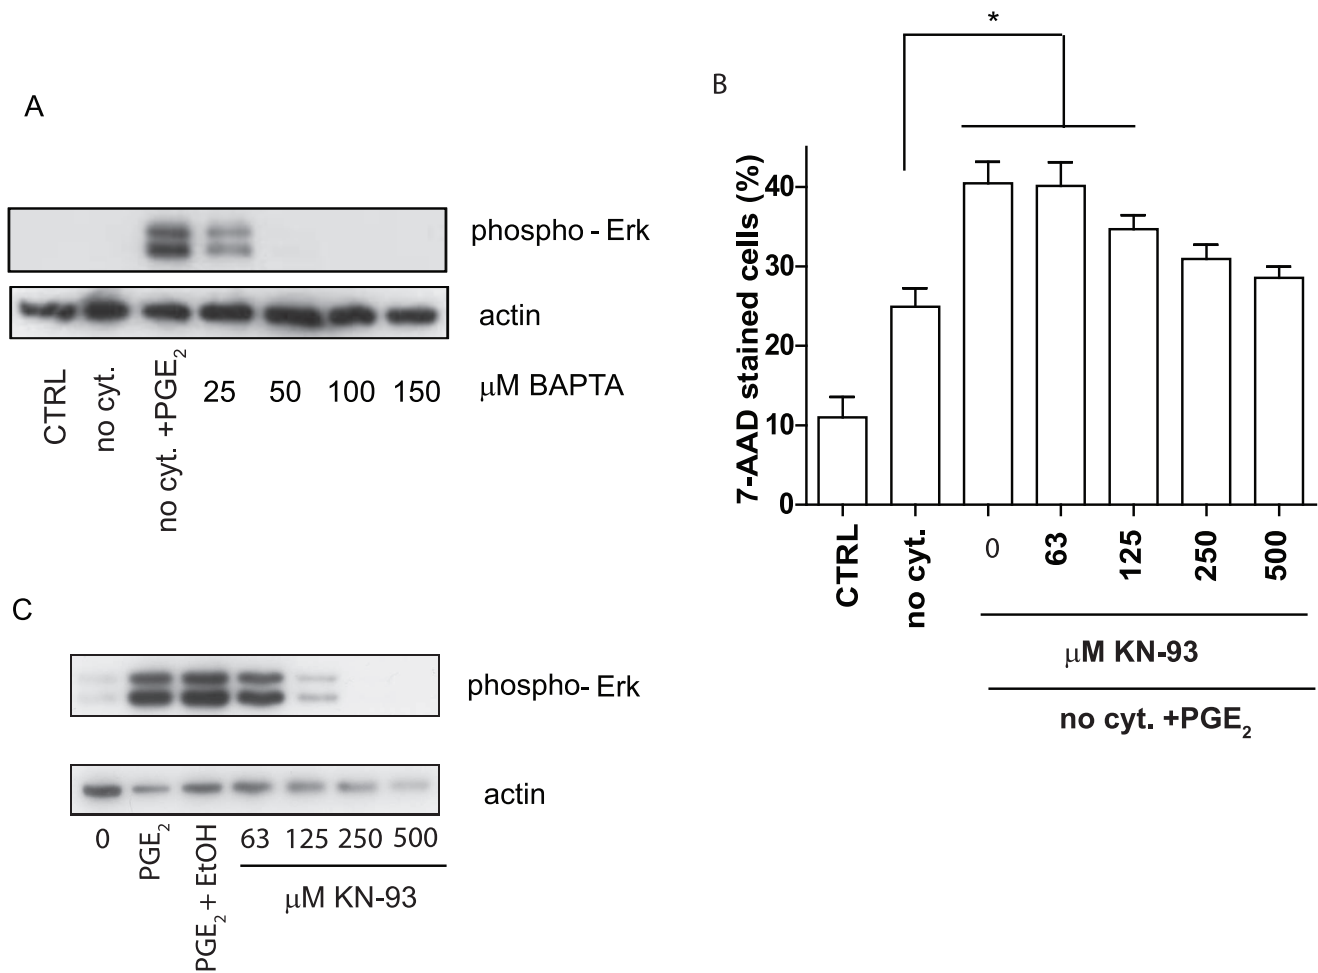 A
phospho - Erk
actin
CTRL
no cyt.
no cyt. +PGE2
25 50 100 150 μM BAPTA
B
*
7-AAD stained cells (%)
40
30
20
10
0
CTRL
no cyt.
0
63
125
250
500
μM KN-93
no cyt. +PGE2
C
phospho- Erk
actin
0
PGE2
PGE2 + EtOH
63 125 250 500
μM KN-93